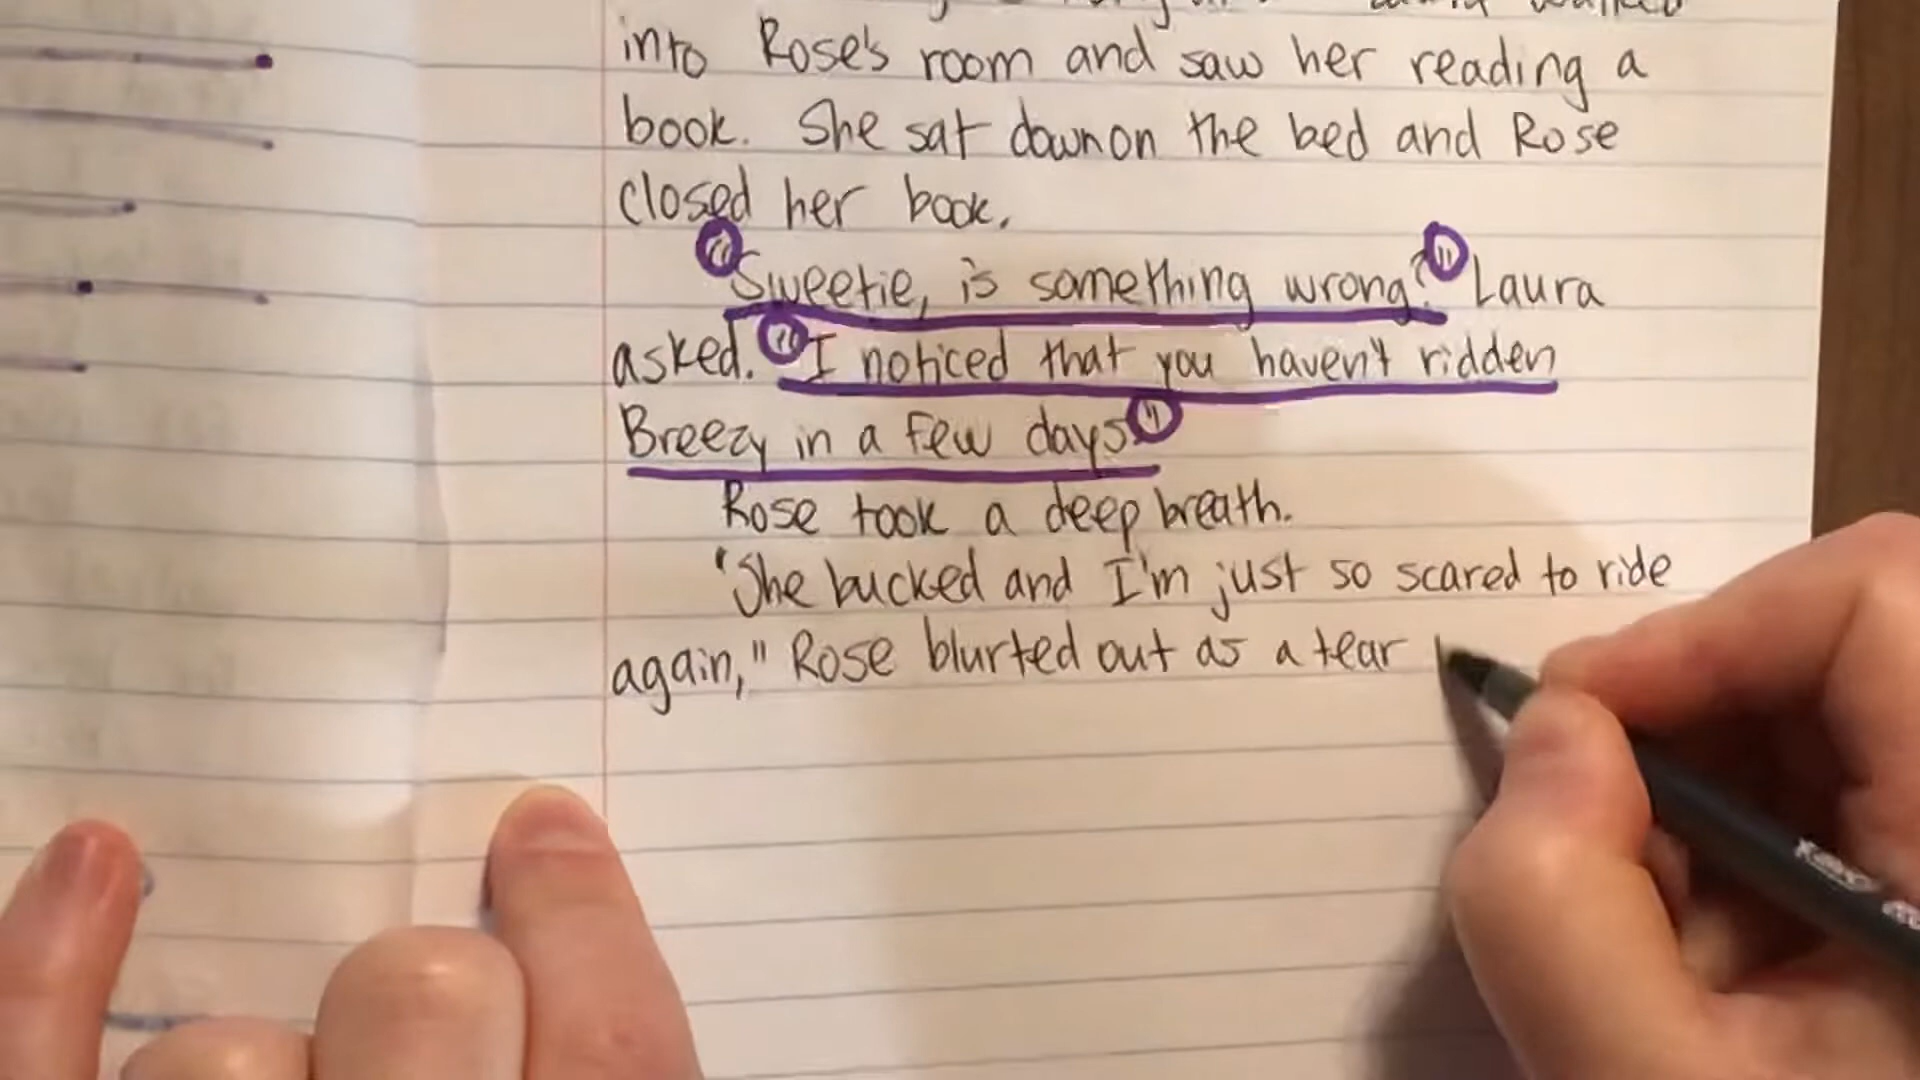 walked
into Rose's room and saw her reading a
book. She sat down on the bed and Rose
closed her book.
"Sweetie, is something wrong?" Laura
asked. "I noticed that you haven't ridden
Breezy in a few days."
Rose took a deep breath.
"She bucked and I'm just so scared to ride
again," Rose blurted out as a tear